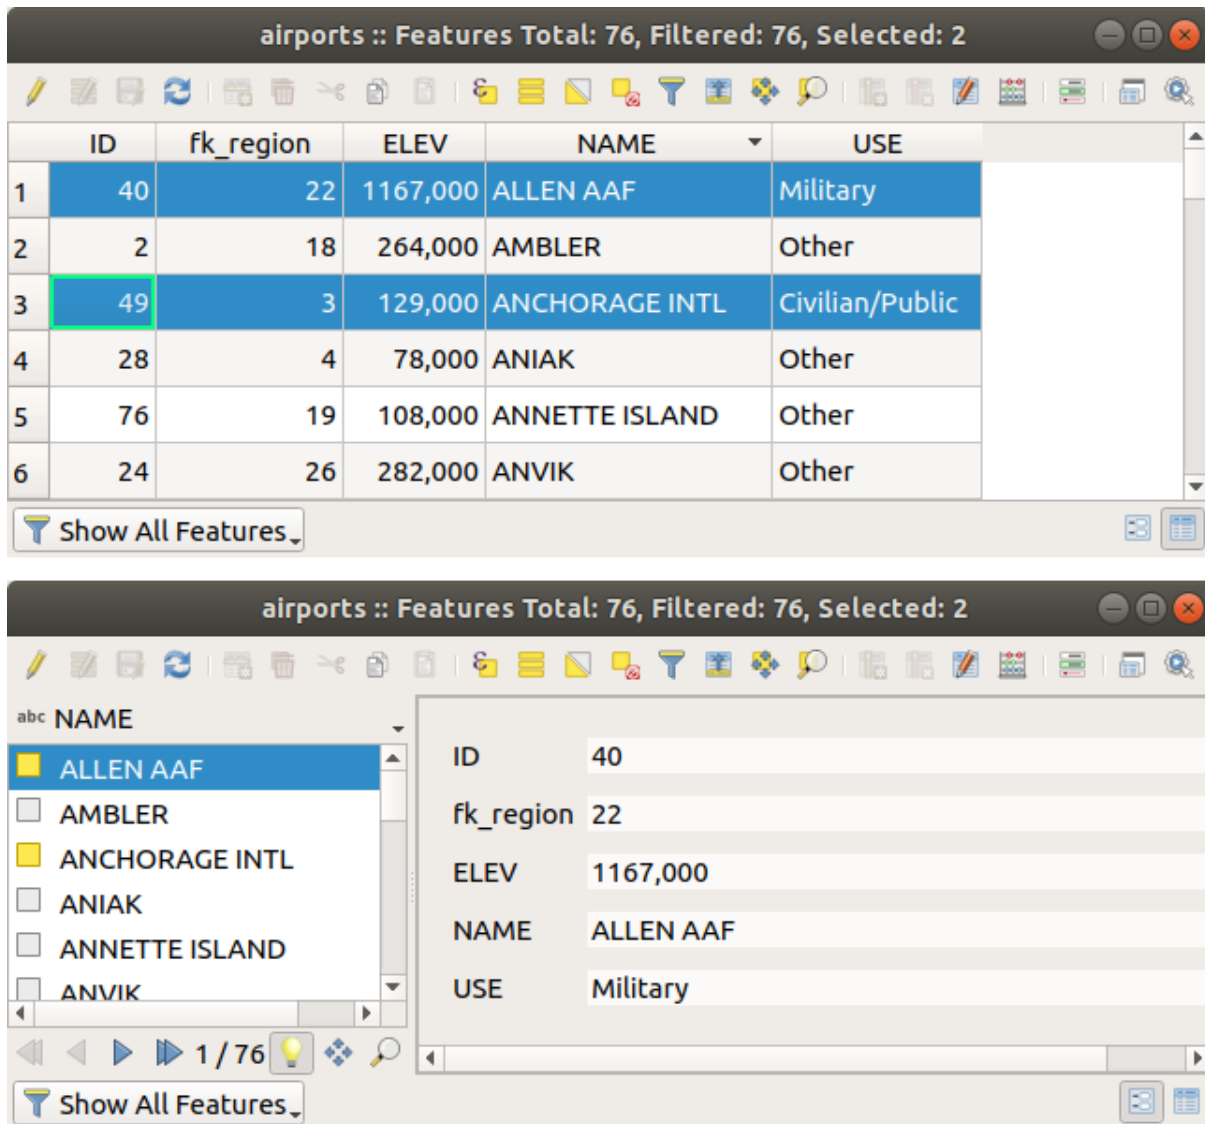 airports :: Features Total: 76, Filtered: 76, Selected: 2
ID fk_region ELEV NAME USE
1 40 22 1167,000 ALLEN AAF Military
2 2 18 264,000 AMBLER Other
3 49 3 129,000 ANCHORAGE INTL Civilian/Public
4 28 4 78,000 ANIAK Other
5 76 19 108,000 ANNETTE ISLAND Other
6 24 26 282,000 ANVIK Other
Show All Features
airports :: Features Total: 76, Filtered: 76, Selected: 2
abc NAME
ALLEN AAF
AMBLER
ANCHORAGE INTL
ANIAK
ANNETTE ISLAND
ANVIK
1 / 76
ID 40
fk_region 22
ELEV 1167,000
NAME ALLEN AAF
USE Military
Show All Features